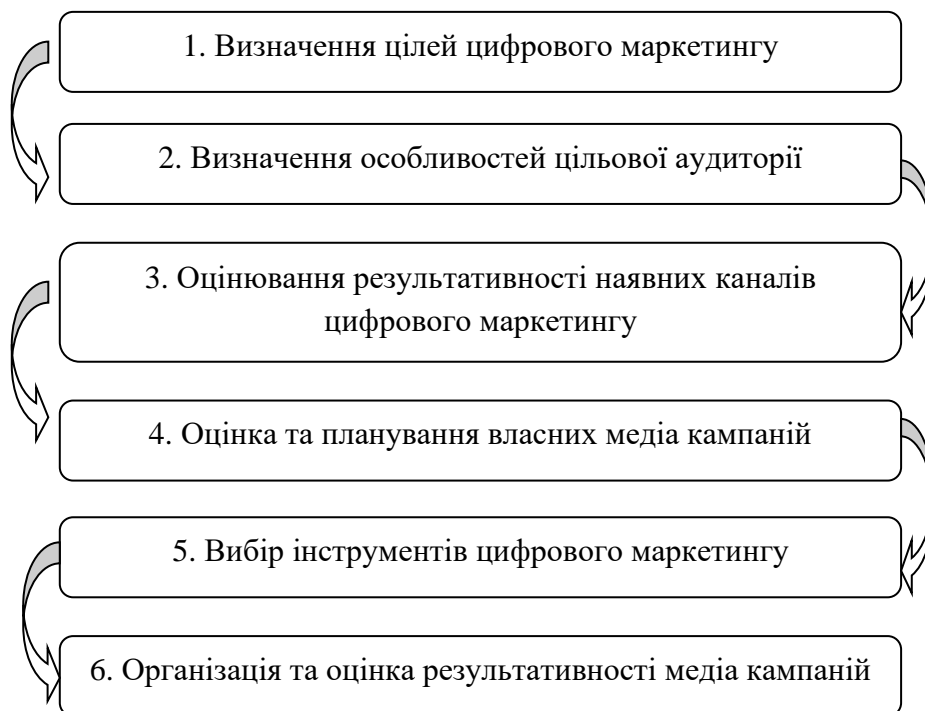 1. Визначення цілей цифрового маркетингу
2. Визначення особливостей цільової аудиторії
3. Оцінювання результативності наявних каналів
цифрового маркетингу
4. Оцінка та планування власних медіа кампаній
5. Вибір інструментів цифрового маркетингу
6. Організація та оцінка результативності медіа кампаній